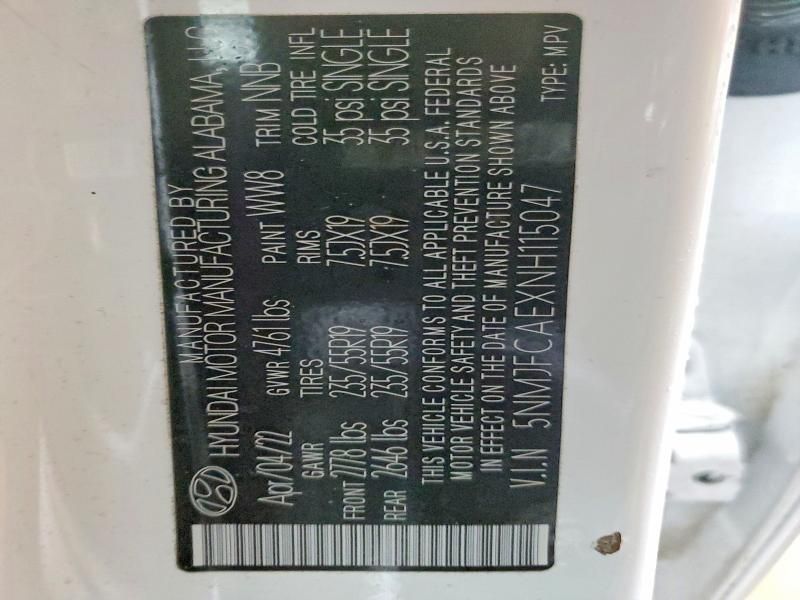 MANUFACTURED BY
HYUNDAI MOTOR MANUFACTURING ALABAMA, LLC
Apr/04/22 GVWR 4761lbs PAINT WW8 TRIM NNB
GAWR TIRES RIMS COLD TIRE INFL
FRONT 2778 lbs 235/55R19 7.5JX19 35 psi SINGLE
REAR 2646 lbs 235/55R19 7.5JX19 35 psi SINGLE
THIS VEHICLE CONFORMS TO ALL APPLICABLE U.S.A. FEDERAL
MOTOR VEHICLE SAFETY AND THEFT PREVENTION STANDARDS
IN EFFECT ON THE DATE OF MANUFACTURE SHOWN ABOVE
V.I.N 5NMJFCAEXNH115047 TYPE: MPV